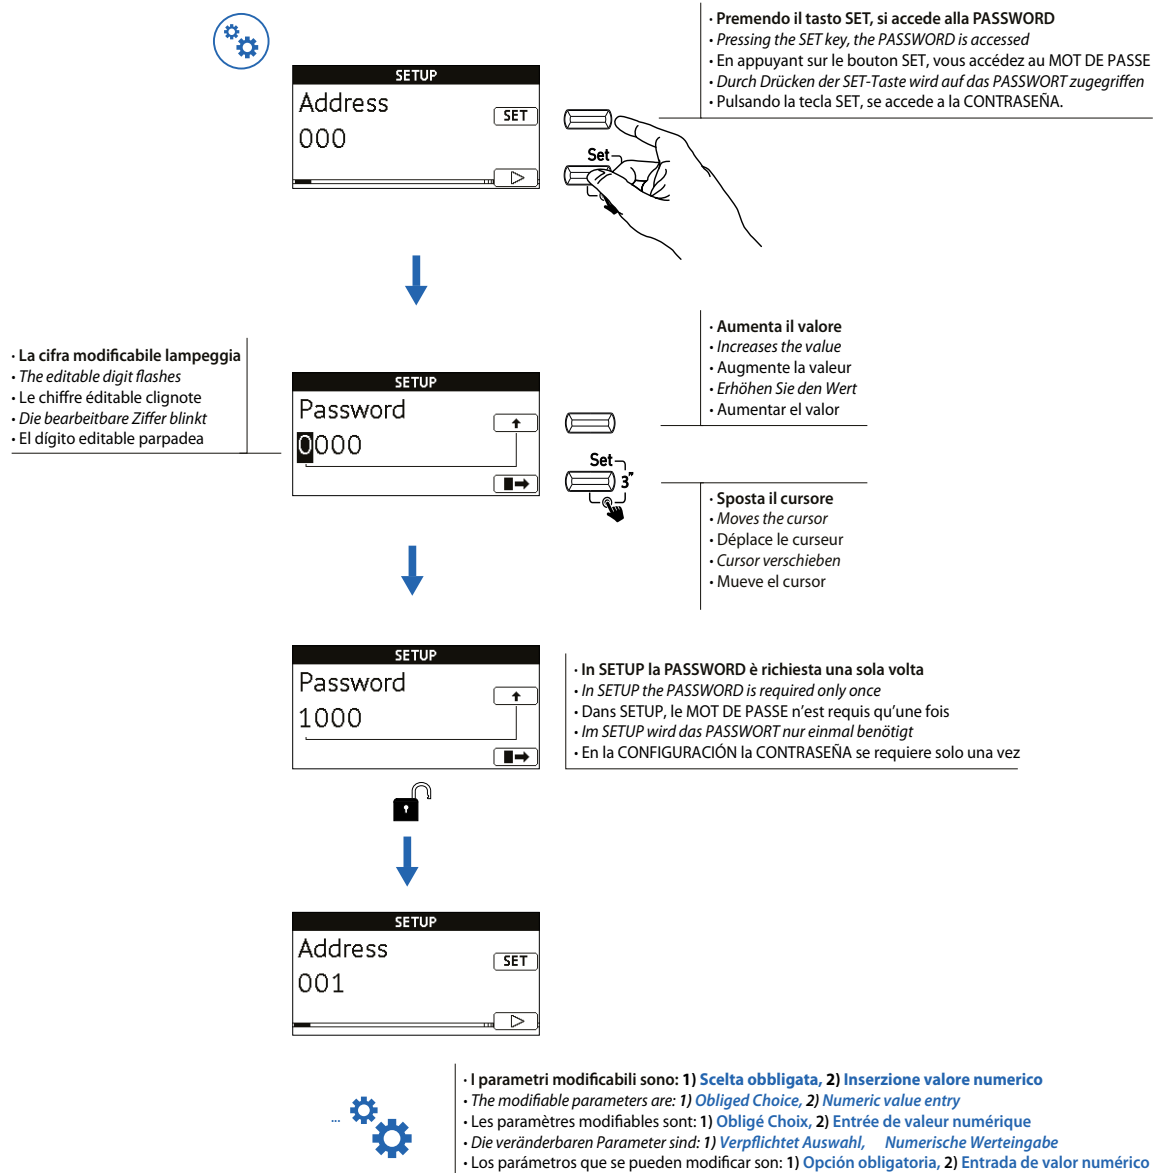 · Premendo il tasto SET, si accede alla PASSWORD
· Pressing the SET key, the PASSWORD is accessed
· En appuyant sur le bouton SET, vous accédez au MOT DE PASSE
· Durch Drücken der SET-Taste wird auf das PASSWORT zugegriffen
· Pulsando la tecla SET, se accede a la CONTRASEÑA.
SETUP
Address
SET
000
Set
· La cifra modificabile lampeggia
· The editable digit flashes
· Le chiffre éditable clignote
· Die bearbeitbare Ziffer blinkt
· El dígito editable parpadea
SETUP
Password
0000
Set
3"
· Aumenta il valore
· Increases the value
· Augmente la valeur
· Erhöhen Sie den Wert
· Aumentar el valor
· Sposta il cursore
· Moves the cursor
· Déplace le curseur
· Cursor verschieben
· Mueve el cursor
SETUP
Password
1000
· In SETUP la PASSWORD è richiesta una sola volta
· In SETUP the PASSWORD is required only once
· Dans SETUP, le MOT DE PASSE n'est requis qu'une fois
· Im SETUP wird das PASSWORT nur einmal benötigt
· En la CONFIGURACIÓN la CONTRASEÑA se requiere solo una vez
SETUP
Address
SET
001
...
· I parametri modificabili sono: 1) Scelta obbligata, 2) Inserzione valore numerico
· The modifiable parameters are: 1) Obliged Choice, 2) Numeric value entry
· Les paramètres modifiables sont: 1) Obligé Choix, 2) Entrée de valeur numérique
· Die veränderbaren Parameter sind: 1) Verpflichtet Auswahl, Numerische Werteingabe
· Los parámetros que se pueden modificar son: 1) Opción obligatoria, 2) Entrada de valor numérico